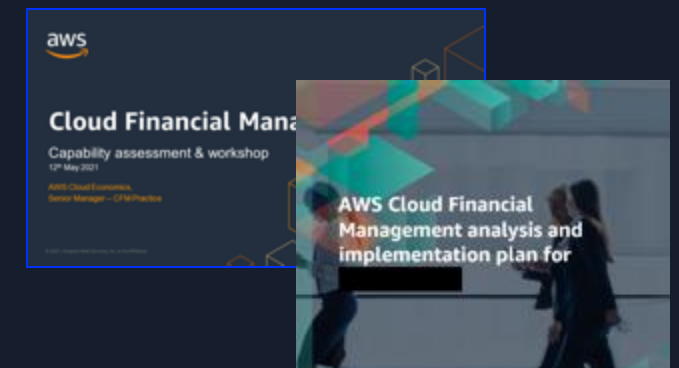 aws
Cloud Financial Mana
Capability assessment & workshop
12th May 2021
AWS Cloud Economics,
Senior Manager – CFM Practice
AWS Cloud Financial
Management analysis and
implementation plan for